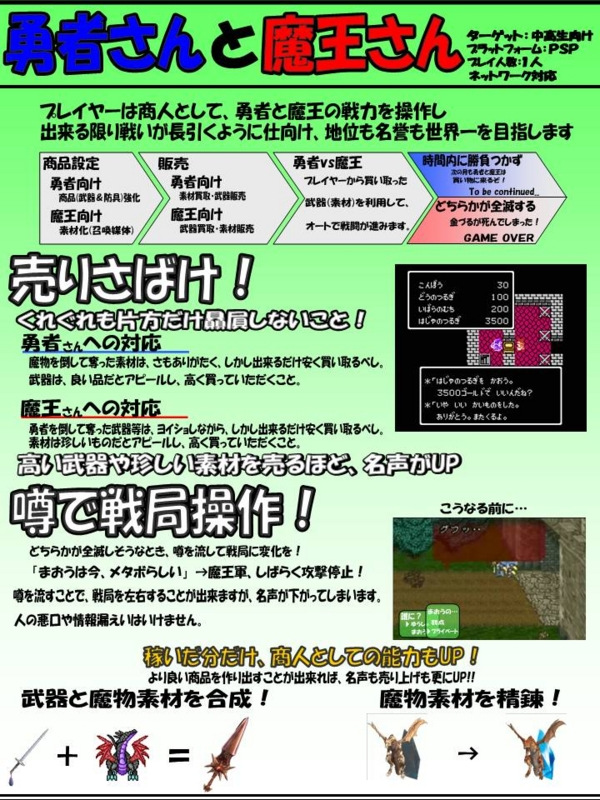 勇者さんと魔王さん
ターゲット：中高生向け
プラットフォーム：PSP
プレイ人数：1人
ネットワーク対応
プレイヤーは商人として、勇者と魔王の戦力を操作し
出来る限り戦いが長引くように仕向け、地位も名誉も世界一を目指します
商品設定
勇者向け
商品(武器＆防具)強化
魔王向け
素材化(召喚媒体)
販売
勇者向け
素材買取・武器販売
魔王向け
武器買取・素材販売
勇者vs魔王
プレイヤーから買い取った
武器（素材）を利用して、
オートで戦闘が進みます。
時間内に勝負つかず
次の月も勇者と魔王は
買い物に来るぞ！
To be continued…
どちらかが全滅する
金づるが死んでしまった！
GAME OVER
売りさばけ！
くれぐれも片方だけ贔屓しないこと！
勇者さんへの対応
魔物を倒して奪った素材は、さもありがたく、しかし出来るだけ安く買い取るべし。
武器は、良い品だとアピールし、高く買っていただくこと。
魔王さんへの対応
勇者を倒して奪った武器等は、ヨイショしながら、しかし出来るだけ安く買い取るべし。
素材は珍しいものだとアピールし、高く買っていただくこと。
高い武器や珍しい素材を売るほど、名声がUP
こんぼう 30
どうのつるぎ 100
いばらのむち 200
はじゃのつるぎ 3500
＊「はじゃのつるぎを かおう。
3500ゴールド で いいんだね？
＊「いや いい かいものをした。
ありがとう。またくるよ。
噂で戦局操作！
どちらかが全滅しそうなとき、噂を流して戦局に変化を！
「まおうは今、メタボらしい」→魔王軍、しばらく攻撃停止！
噂を流すことで、戦局を左右することが出来ますが、名声が下がってしまいます。
人の悪口や情報漏えいはいけません。
こうなる前に…
グフッ‥
誰に？
まおうの…
まおう
プライベート
稼いだ分だけ、商人としての能力もUP！
より良い商品を作り出すことが出来れば、名声も売り上げも更にUP!!
武器と魔物素材を合成！
魔物素材を精錬！
＋
＝
→